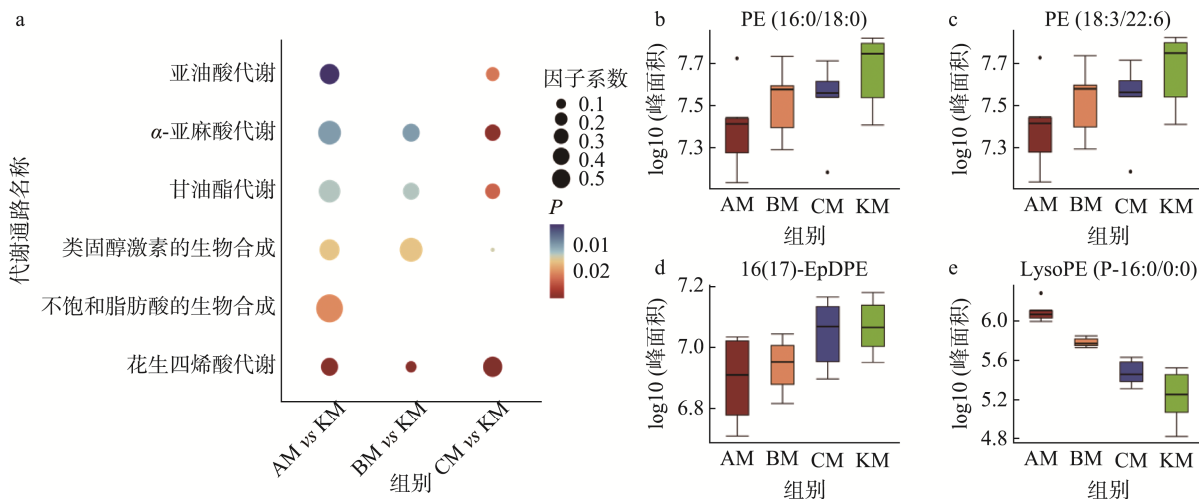 a
代谢通路名称
亚油酸代谢
α-亚麻酸代谢
甘油酯代谢
类固醇激素的生物合成
不饱和脂肪酸的生物合成
花生四烯酸代谢
AM vs KM
BM vs KM
CM vs KM
组别
因子系数
0.1
0.2
0.3
0.4
0.5
P
0.01
0.02
b
PE (16:0/18:0)
log10 (峰面积)
7.7
7.5
7.3
AM BM CM KM
组别
c
PE (18:3/22:6)
log10 (峰面积)
7.7
7.5
7.3
AM BM CM KM
组别
d
16(17)-EpDPE
log10 (峰面积)
7.2
7.0
6.8
AM BM CM KM
组别
e
LysoPE (P-16:0/0:0)
log10 (峰面积)
6.0
5.6
5.2
4.8
AM BM CM KM
组别